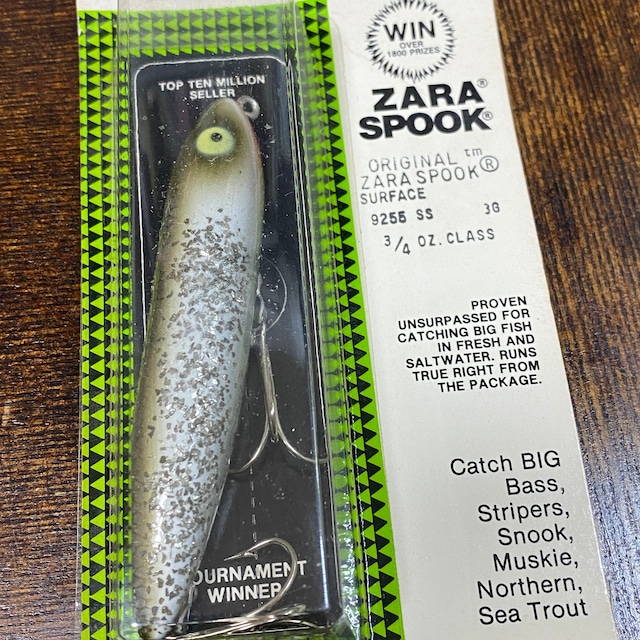 WIN
OVER
1800 PRIZES
ZARA®
SPOOK®
ORIGINAL tm
ZARA SPOOK®
SURFACE
9255 SS 3G
3/4 OZ. CLASS
TOP TEN MILLION
SELLER
PROVEN
UNSURPASSED FOR
CATCHING BIG FISH
IN FRESH AND
SALTWATER. RUNS
TRUE RIGHT FROM
THE PACKAGE.
Catch BIG
Bass,
Stripers,
Snook,
Muskie,
Northern,
Sea Trout
OURNAMENT
WINNER